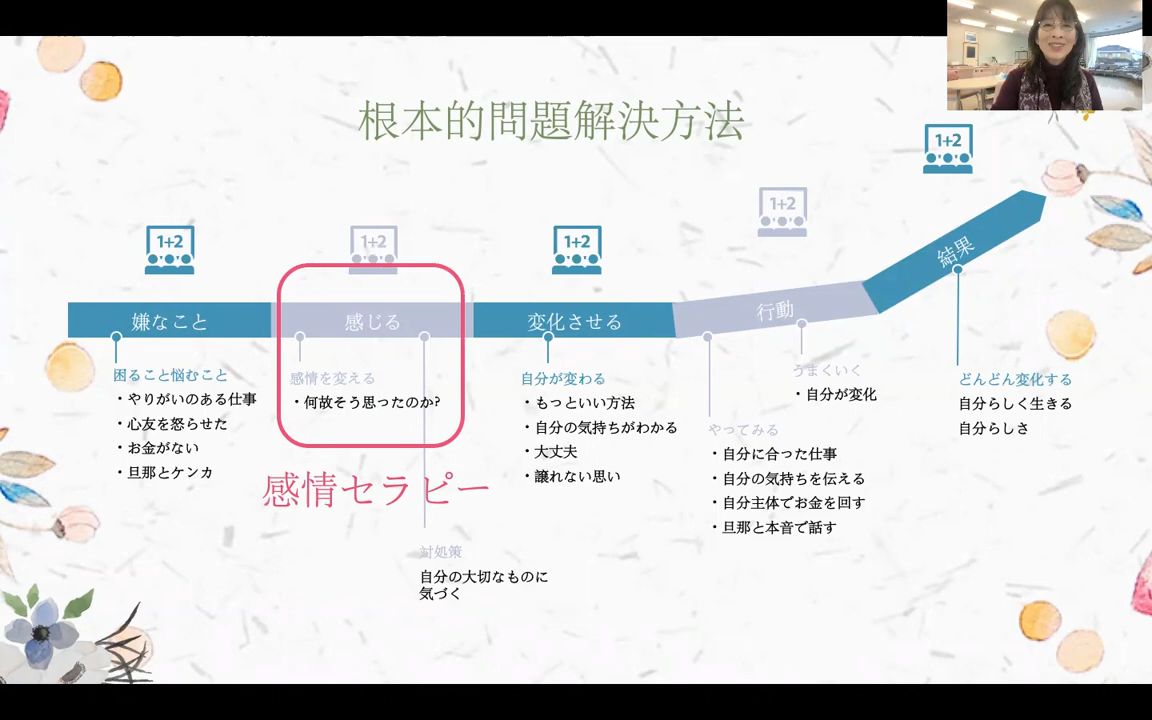 根本的問題解決方法
1+2
1+2
1+2
1+2
1+2
嫌なこと
感じる
変化させる
行動
結果
困ること悩むこと
・やりがいのある仕事
・心友を怒らせた
・お金がない
・旦那とケンカ
感情を変える
・何故そう思ったのか?
感情セラピー
対処策
自分の大切なものに
気づく
自分が変わる
・もっといい方法
・自分の気持ちがわかる
・大丈夫
・譲れない思い
やってみる
・自分に合った仕事
・自分の気持ちを伝える
・自分主体でお金を回す
・旦那と本音で話す
うまくいく
・自分が変化
どんどん変化する
自分らしく生きる
自分らしさ